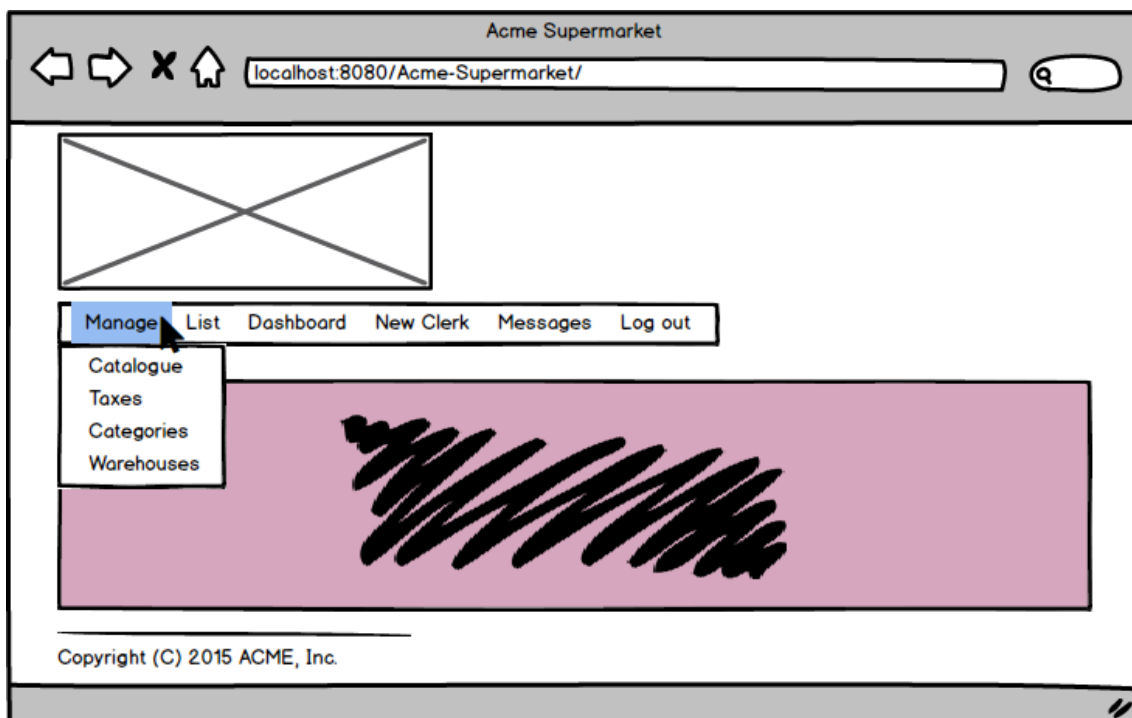 Acme Supermarket
localhost:8080/Acme-Supermarket/
Manage List Dashboard New Clerk Messages Log out
Catalogue
Taxes
Categories
Warehouses
Copyright (C) 2015 ACME, Inc.